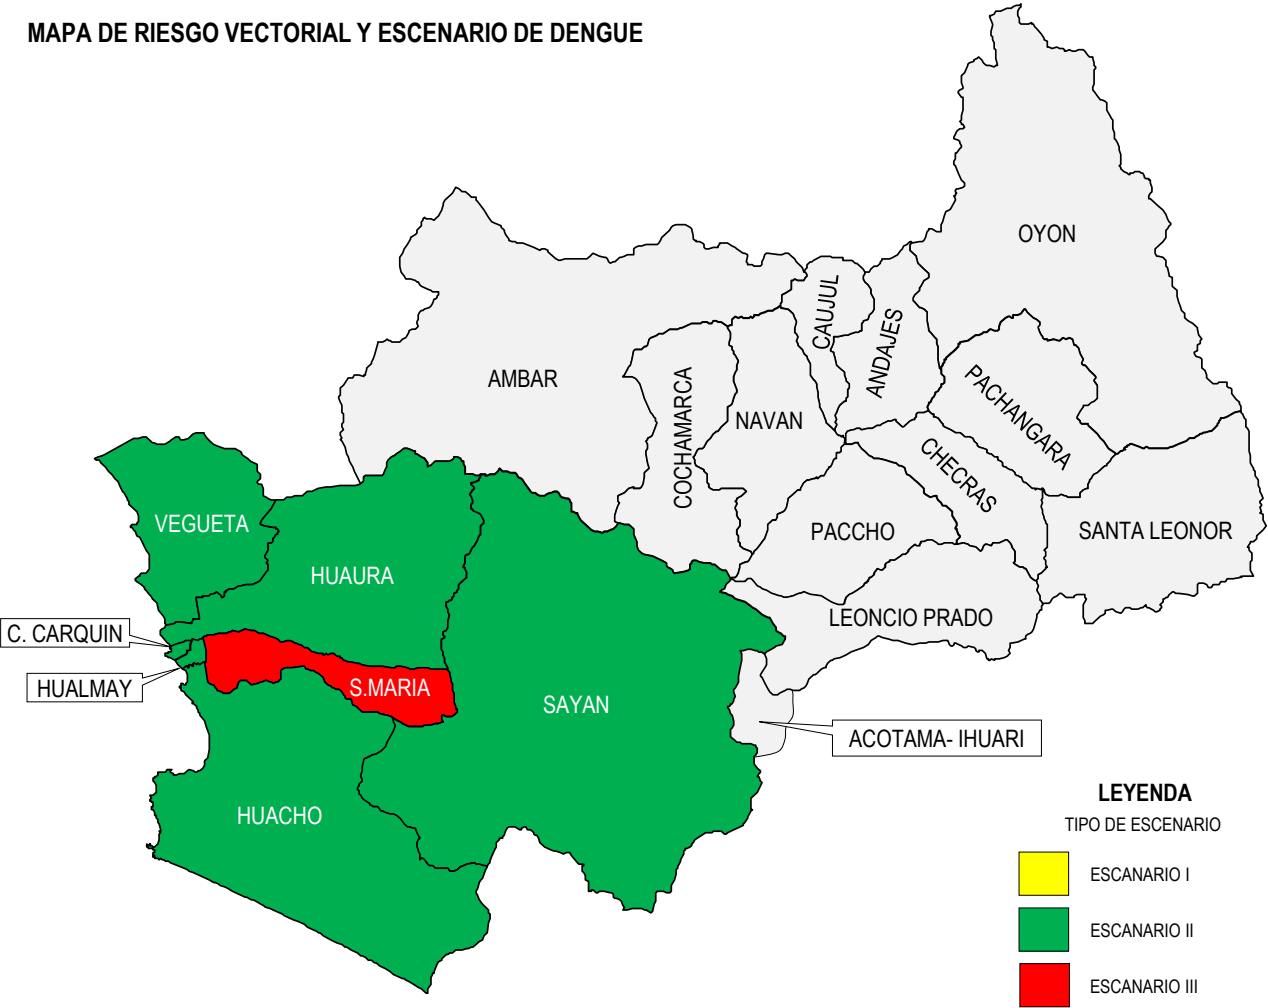 MAPA DE RIESGO VECTORIAL Y ESCENARIO DE DENGUE
OYON
CAUJUL
ANDAJES
AMBAR
COCHAMARCA
NAVAN
PACHANGARA
CHECRAS
VEGUETA
PACCHO
SANTA LEONOR
HUAURA
LEONCIO PRADO
C. CARQUIN
HUALMAY
S.MARIA
SAYAN
ACOTAMA- IHUARI
HUACHO
LEYENDA
TIPO DE ESCENARIO
ESCANARIO I
ESCANARIO II
ESCANARIO III